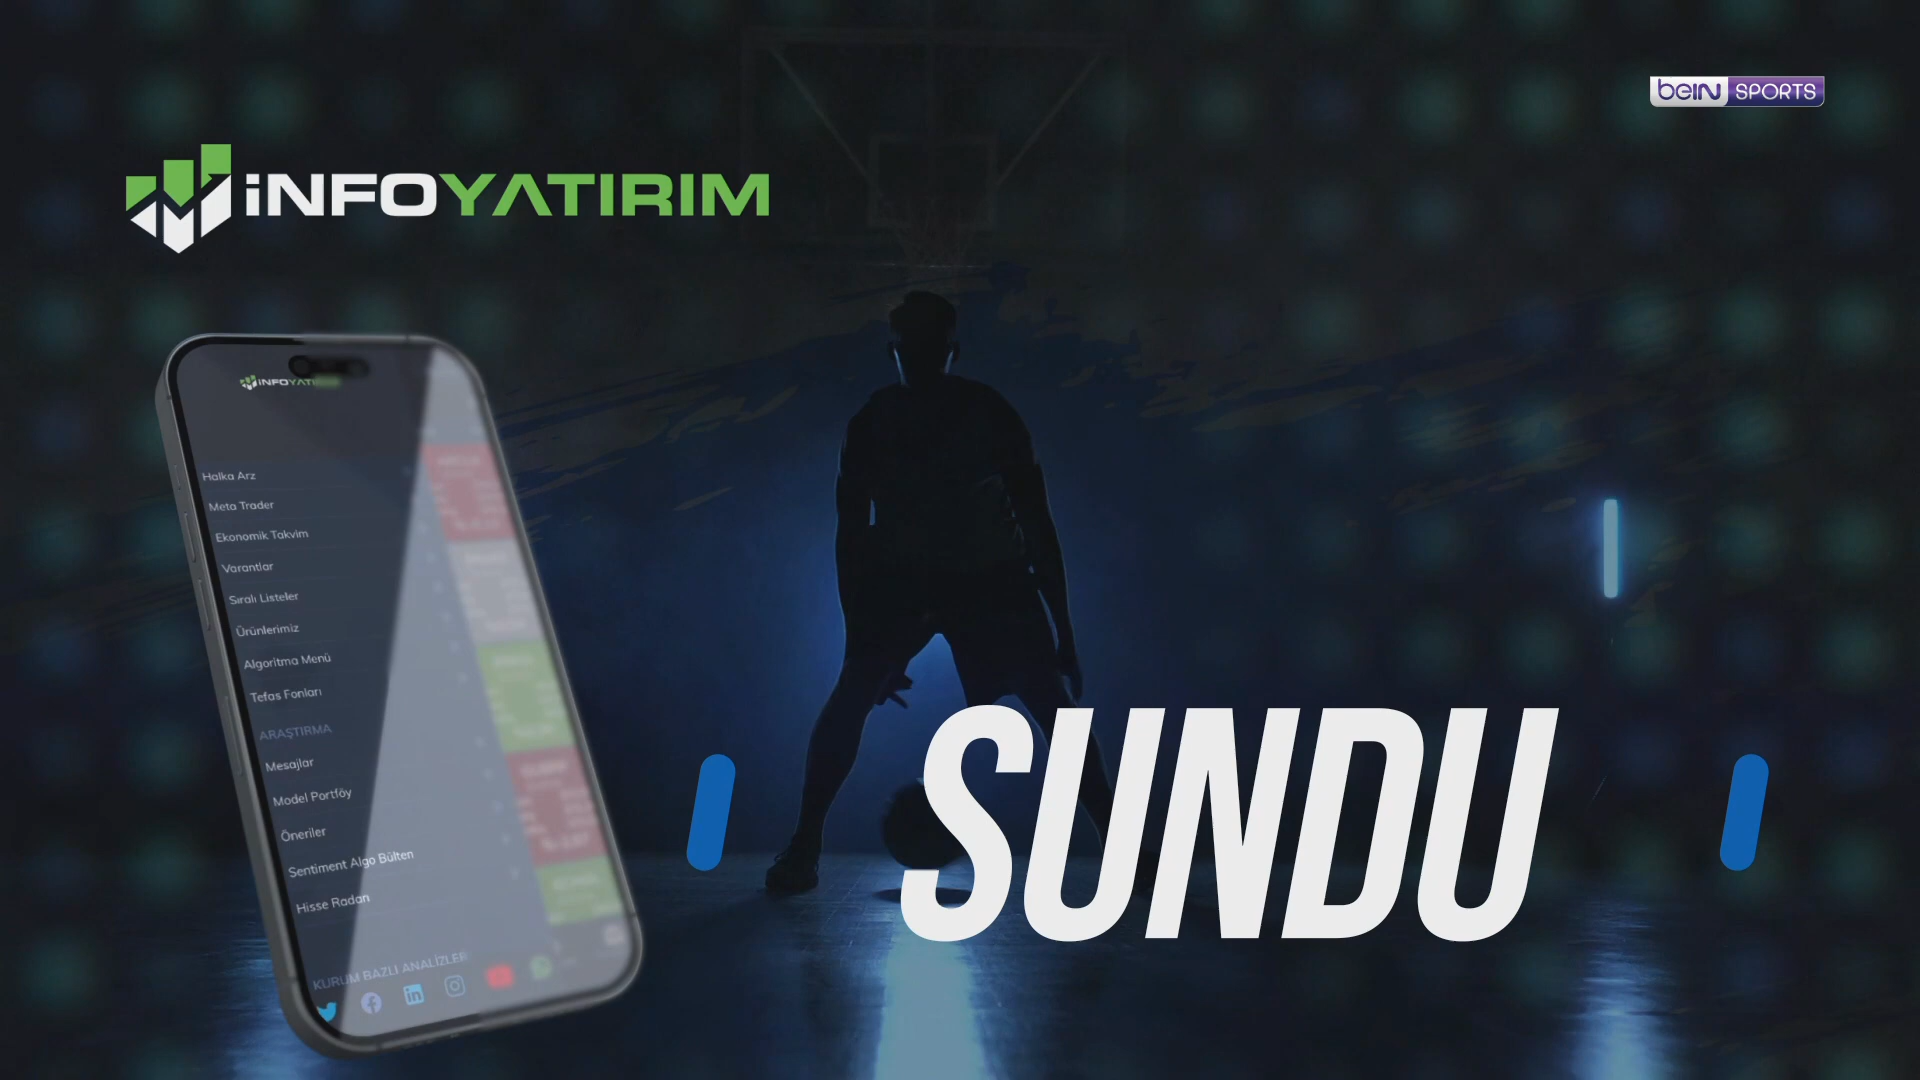 beIN SPORTS
iNFOYATIRIM
Halka Arz
Meta Trader
Ekonomik Takvim
Varantlar
Sıralı Listeler
Ürünlerimiz
Algoritma Menü
Tefas Fonları
ARAŞTIRMA
Mesajlar
Model Portföy
Öneriler
Sentiment Algo Bülten
Hisse Radarı
KURUM BAZLI ANALİZLER
SUNDU